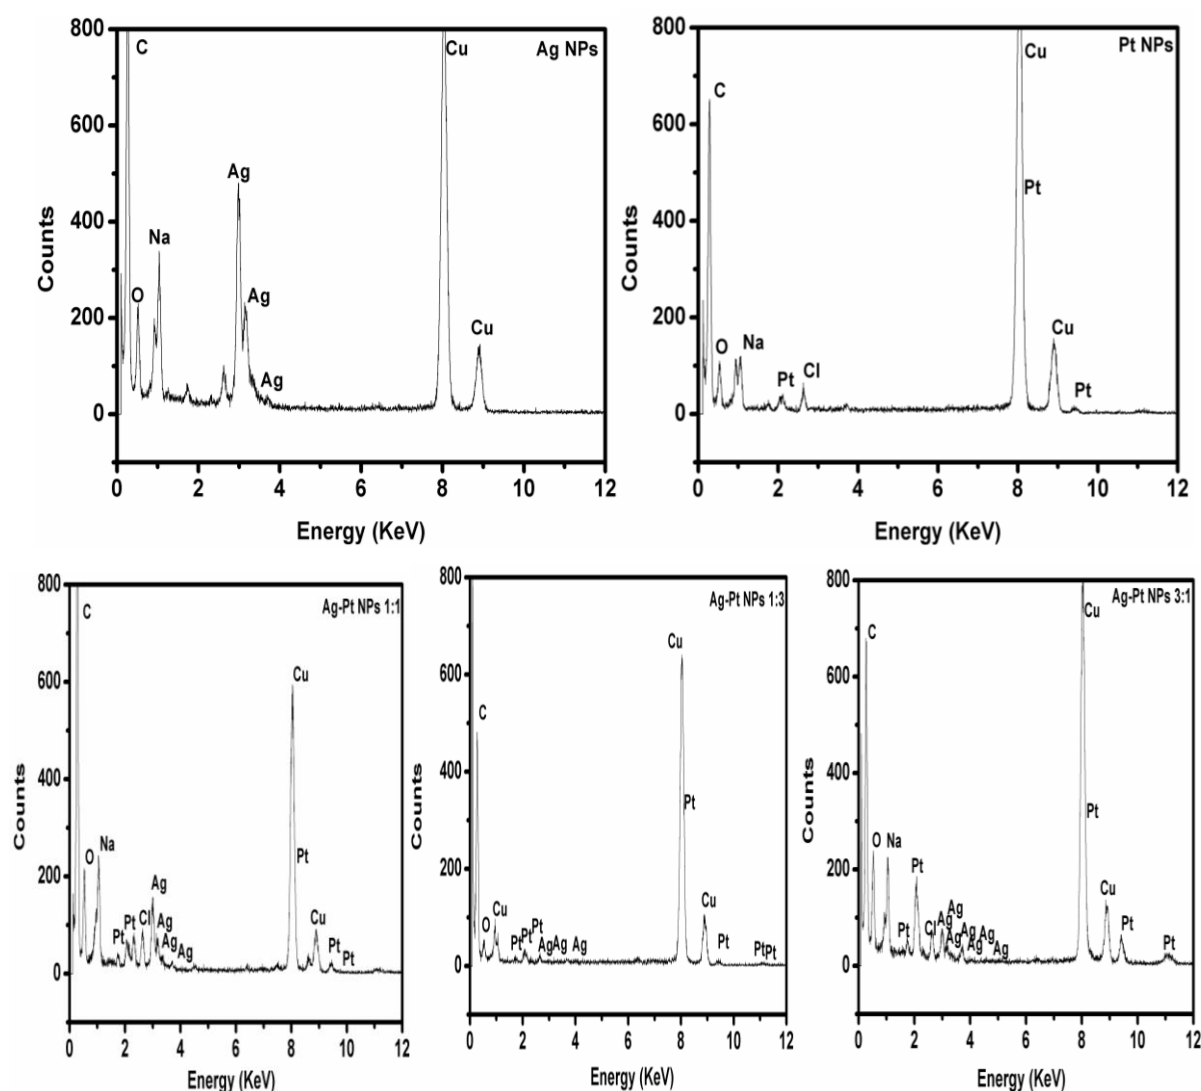 Ag NPs
800
600
400
200
0
Counts
C
O
Na
Ag
Ag
Ag
Cu
Cu
0 2 4 6 8 10 12
Energy (KeV)
Pt NPs
800
600
400
200
0
Counts
C
O
Na
Pt
Cl
Cu
Pt
Cu
Pt
0 2 4 6 8 10 12
Energy (KeV)
Ag-Pt NPs 1:1
800
600
400
200
0
Counts
C
O
Na
Pt
Pt
Cl
Ag
Ag
Ag
Ag
Cu
Pt
Cu
Pt
Pt
0 2 4 6 8 10 12
Energy (KeV)
Ag-Pt NPs 1:3
800
600
400
200
0
Counts
C
O
Cu
Pt
Pt
Pt
Ag
Ag
Ag
Cu
Pt
Cu
Pt
Pt
Pt
0 2 4 6 8 10 12
Energy (KeV)
Ag-Pt NPs 3:1
800
600
400
200
0
Counts
C
O
Na
Pt
Pt
Cl
Ag
Ag
Ag
Ag
Ag
Ag
Ag
Cu
Pt
Cu
Pt
Pt
0 2 4 6 8 10 12
Energy (KeV)